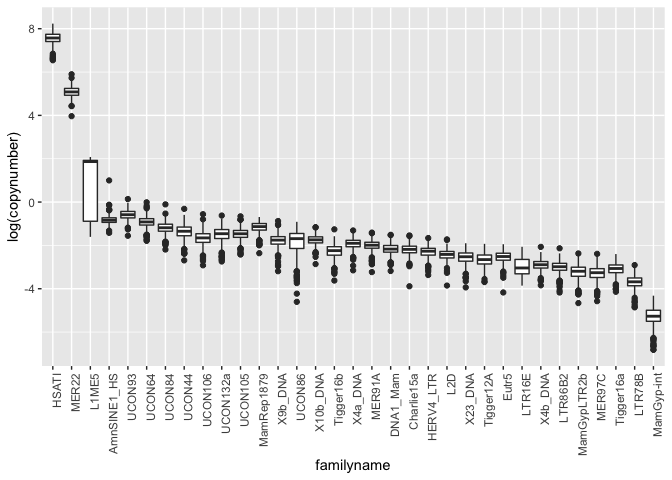 log(copynumber)
8
4
0
-4
HSATI
MER22
L1ME5
AmnSINE1_HS
UCON93
UCON64
UCON84
UCON44
UCON106
UCON132a
UCON105
MamRep1879
X9b_DNA
UCON86
X10b_DNA
Tigger16b
X4a_DNA
MER91A
DNA1_Mam
Charlie15a
HERV4_LTR
L2D
X23_DNA
Tigger12A
Eutr5
LTR16E
X4b_DNA
LTR86B2
MamGypLTR2b
MER97C
Tigger16a
LTR78B
MamGyp-int
familyname